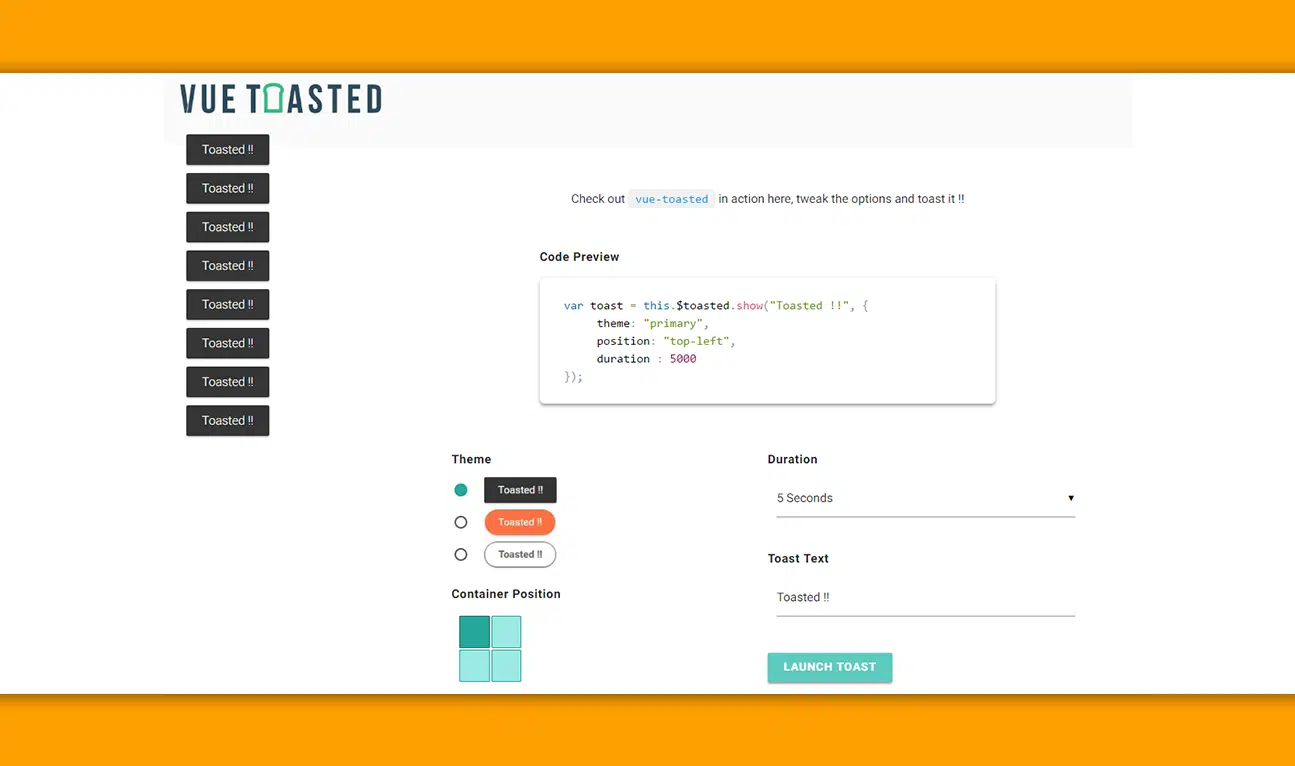 VUE TOASTED
Toasted !!
Toasted !!
Toasted !!
Toasted !!
Toasted !!
Toasted !!
Toasted !!
Toasted !!
Check out vue-toasted in action here, tweak the options and toast it !!
Code Preview
var toast = this.$toasted.show("Toasted !!", {
theme: "primary",
position: "top-left",
duration : 5000
});
Theme
Toasted !!
Toasted !!
Toasted !!
Container Position
Duration
5 Seconds
Toast Text
Toasted !!
LAUNCH TOAST